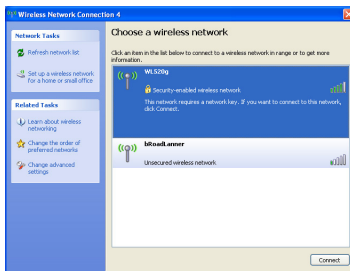 Wireless Network Connection 4
Network Tasks
Refresh network list
Set up a wireless network
for a home or small office
Related Tasks
Learn about wireless
networking
Change the order of
preferred networks
Change advanced
settings
Choose a wireless network
Click an item in the list below to connect to a wireless network in range or to get more
information.
WL520g
Security-enabled wireless network
This network requires a network key. If you want to connect to this network,
click Connect.
bRoadLanner
Unsecured wireless network
Connect